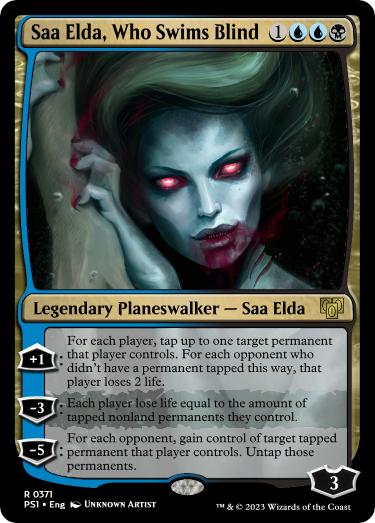 Saa Elda, Who Swims Blind 1
Legendary Planeswalker — Saa Elda
+1: For each player, tap up to one target permanent
that player controls. For each opponent who
didn't have a permanent tapped this way, that
player loses 2 life.
-3: Each player lose life equal to the amount of
tapped nonland permanents they control.
-5: For each opponent, gain control of target tapped
permanent that player controls. Untap those
permanents.
3
R 0371
PS1 • Eng Unknown Artist
™ & © 2023 Wizards of the Coast